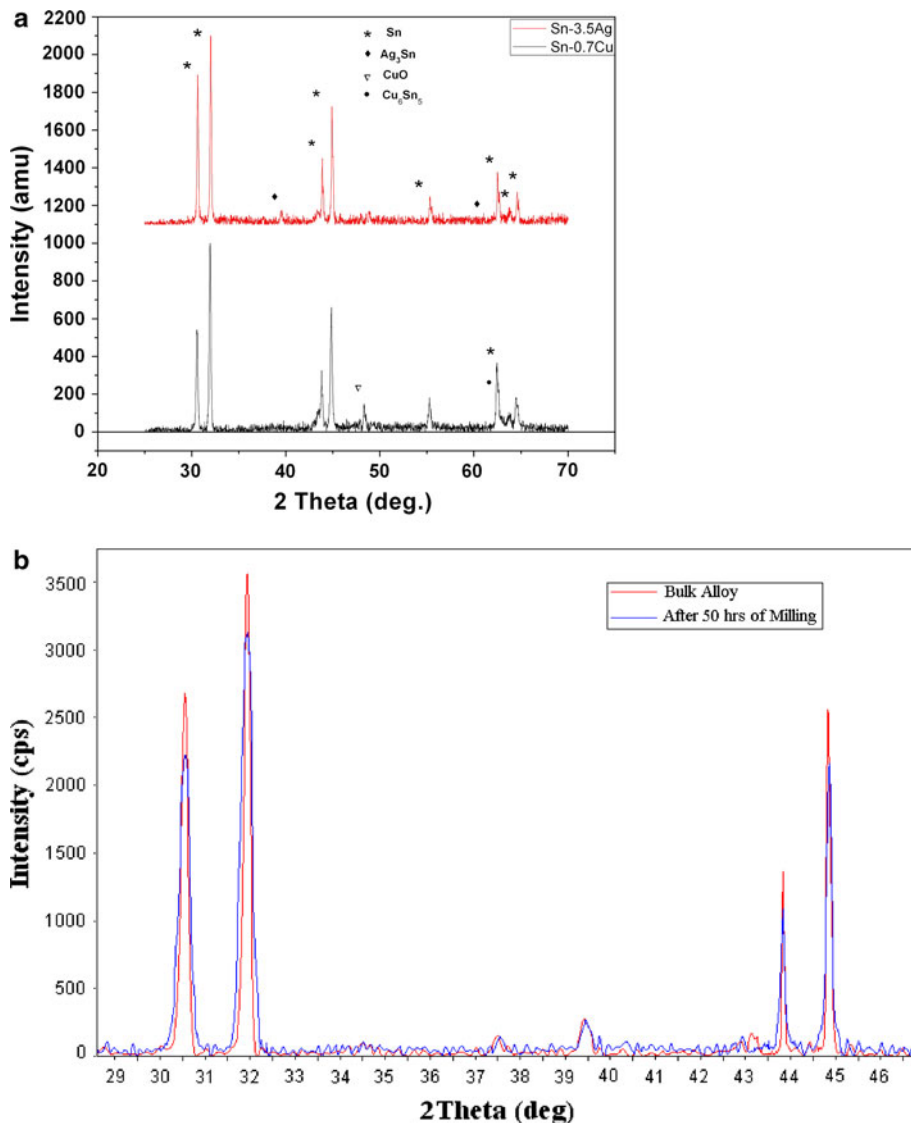 a
2200
2000
1800
1600
1400
1200
1000
800
600
400
200
0
Intensity (amu)
Sn-3.5Ag
Sn-0.7Cu
* Sn
♦ Ag₃Sn
▽ CuO
• Cu₆Sn₅
20 30 40 50 60 70
2 Theta (deg.)
b
3500
3000
2500
2000
1500
1000
500
0
Intensity (cps)
Bulk Alloy
After 50 hrs of Milling
29 30 31 32 33 34 35 36 37 38 39 40 41 42 43 44 45 46
2Theta (deg)